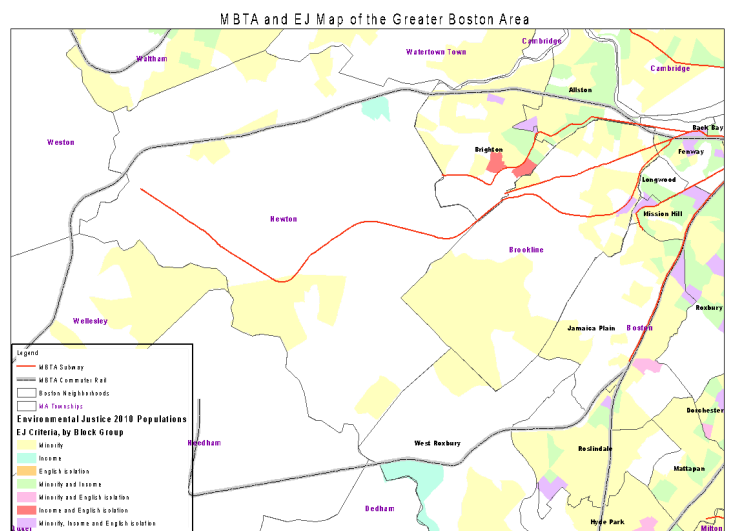 MBTA and EJ Map of the Greater Boston Area
Cambridge
Watertown Town
Waltham
Cambridge
Allston
Back Bay
Weston
Brighton
Fenway
Longwood
Mission Hill
Newton
Brookline
Roxbury
Wellesley
Jamaica Plain
Boston
Legend
MBTA Subway
MBTA Commuter Rail
Boston Neighborhoods
MA Townships
Environmental Justice 2010 Populations
EJ Criteria, by Block Group
Minority
Income
English isolation
Minority and Income
Minority and English isolation
Income and English isolation
Minority, Income and English isolation
Dorchester
Needham
West Roxbury
Roslindale
Mattapan
Dedham
Hyde Park
Milton